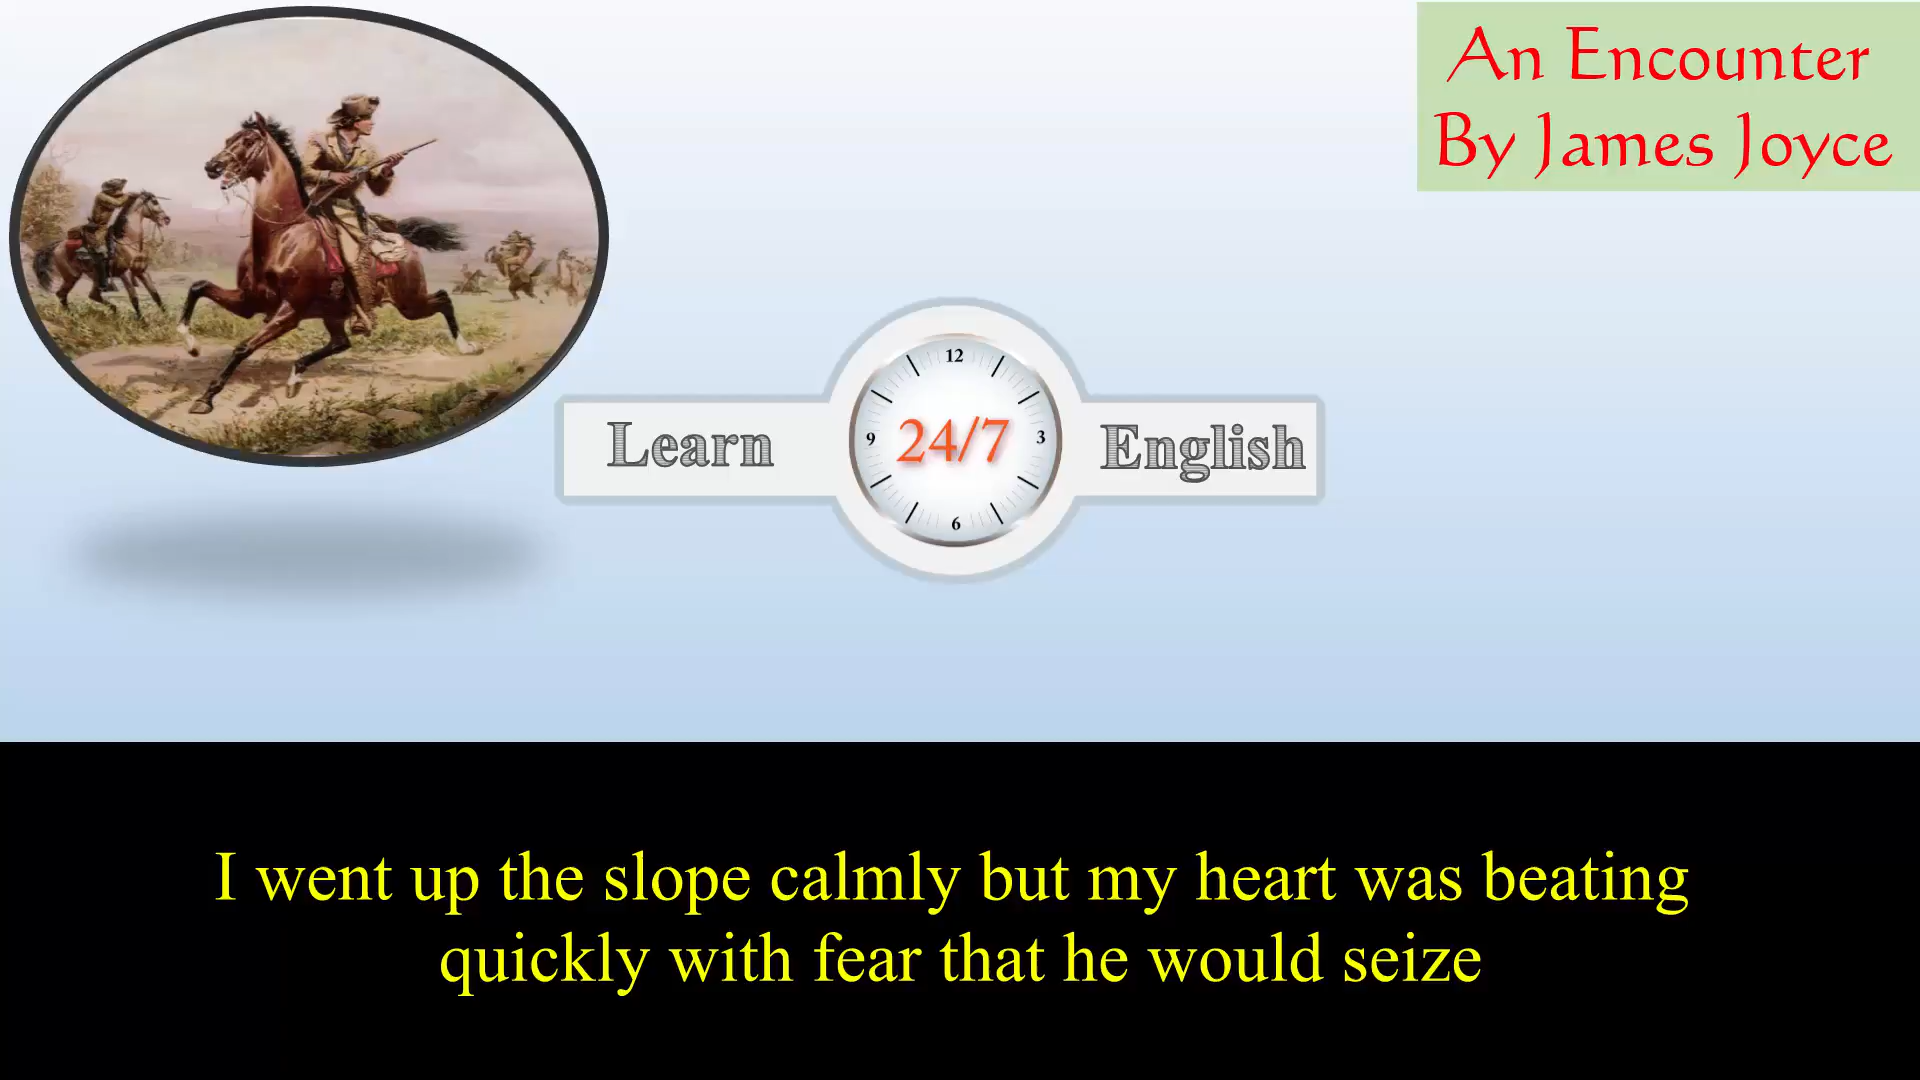 An Encounter
By James Joyce
12
9
24/7
3
6
Learn
English
I went up the slope calmly but my heart was beating
quickly with fear that he would seize